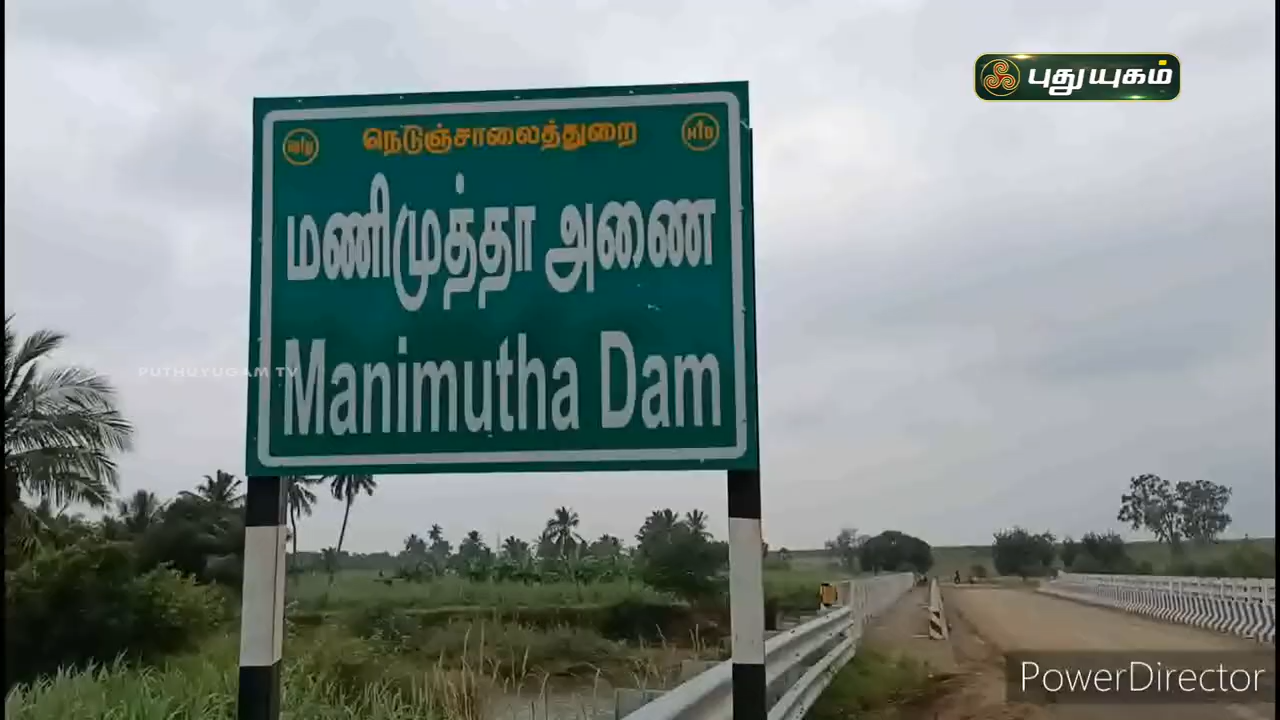 புதுயுகம்
நெடுஞ்சாலைத்துறை
மணிமுத்தா அணை
Manimutha Dam
PUTHUYUGAM TV
PowerDirector